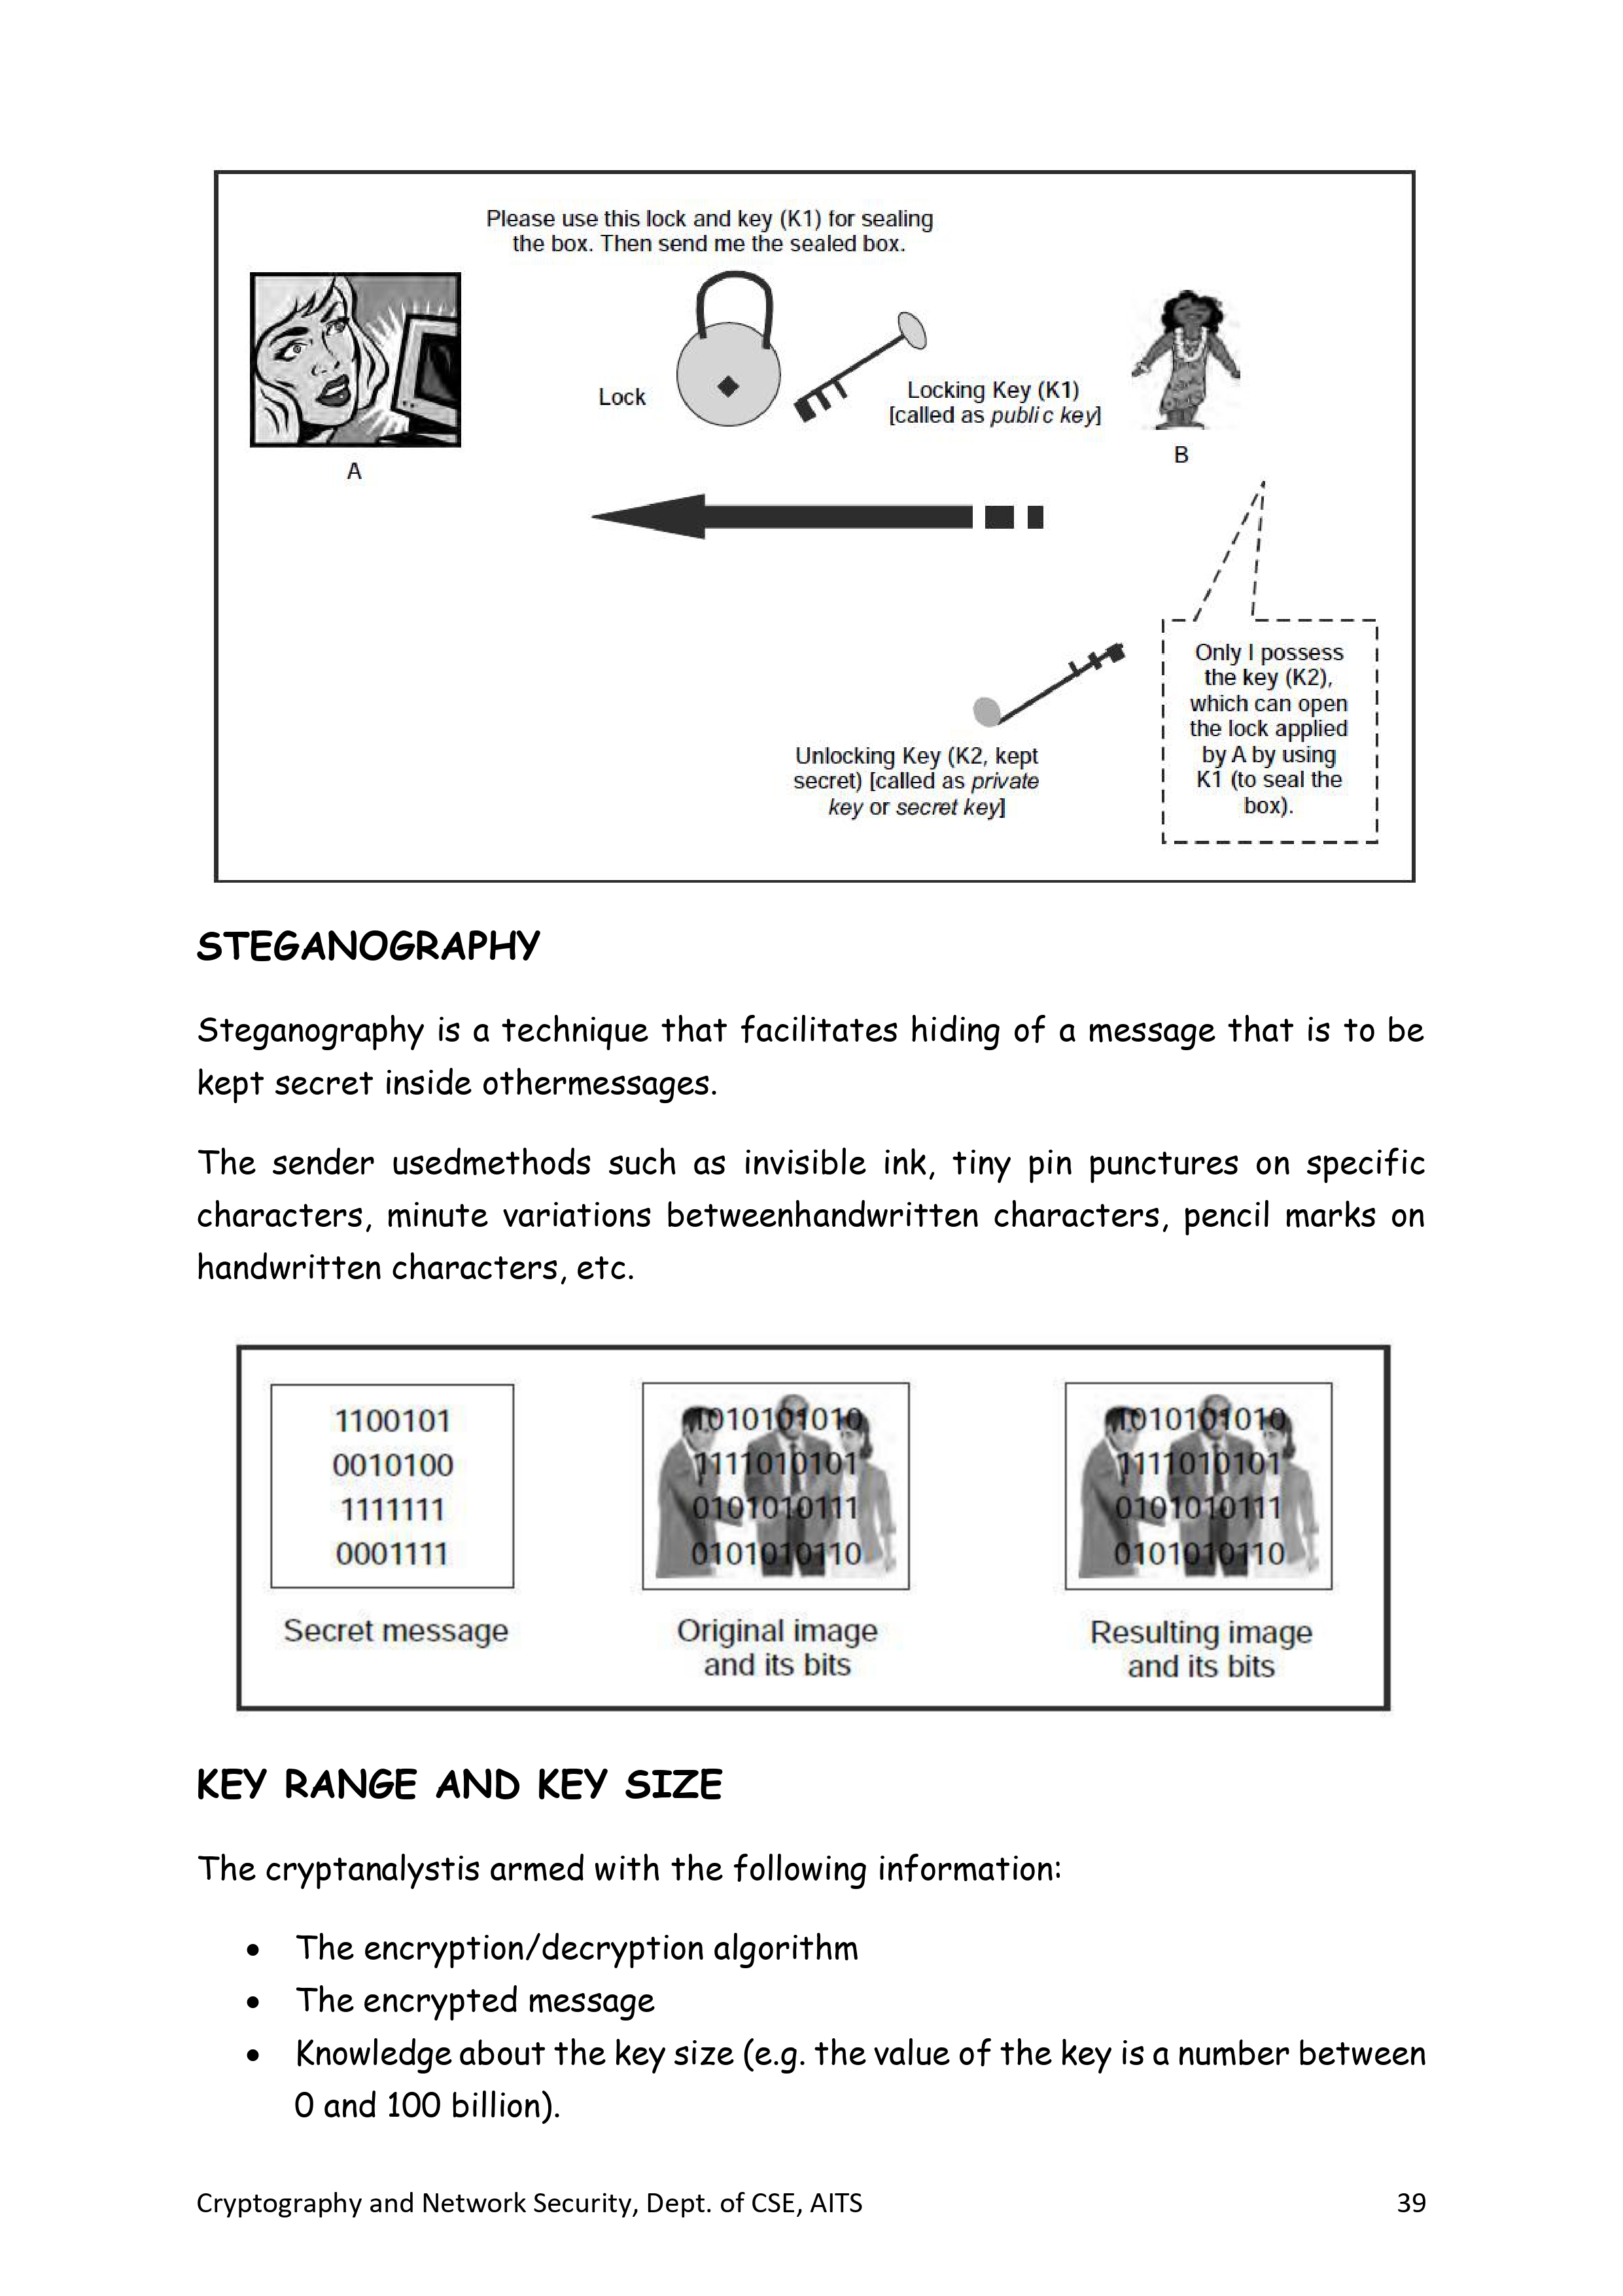 Please use this lock and key (K1) for sealing
the box. Then send me the sealed box.
Lock
Locking Key (K1)
[called as public key]
A
B
Only I possess
the key (K2),
which can open
the lock applied
by A by using
K1 (to seal the
box).
Unlocking Key (K2, kept
secret) [called as private
key or secret key]
STEGANOGRAPHY
Steganography is a technique that facilitates hiding of a message that is to be
kept secret inside othermessages.
The sender usedmethods such as invisible ink, tiny pin punctures on specific
characters, minute variations betweenhandwritten characters, pencil marks on
handwritten characters, etc.
1100101
0010100
1111111
0001111
Secret message
1010101010
1111010101
0101010111
0101010110
Original image
and its bits
1010101010
1111010101
0101010111
0101010110
Resulting image
and its bits
KEY RANGE AND KEY SIZE
The cryptanalystis armed with the following information:
• The encryption/decryption algorithm
• The encrypted message
• Knowledge about the key size (e.g. the value of the key is a number between
0 and 100 billion).
Cryptography and Network Security, Dept. of CSE, AITS 39